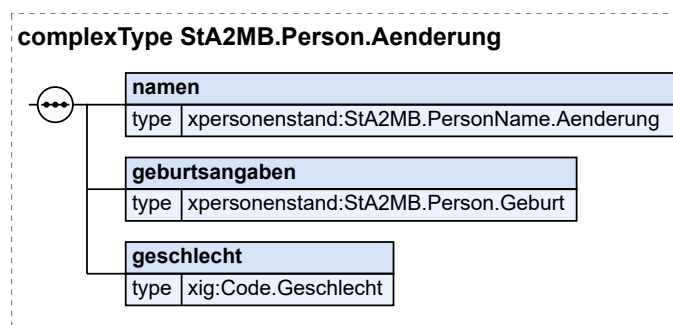 complexType StA2MB.Person.Aenderung
namen
type xpersonenstand:StA2MB.PersonName.Aenderung
geburtsangaben
type xpersonenstand:StA2MB.Person.Geburt
geschlecht
type xig:Code.Geschlecht